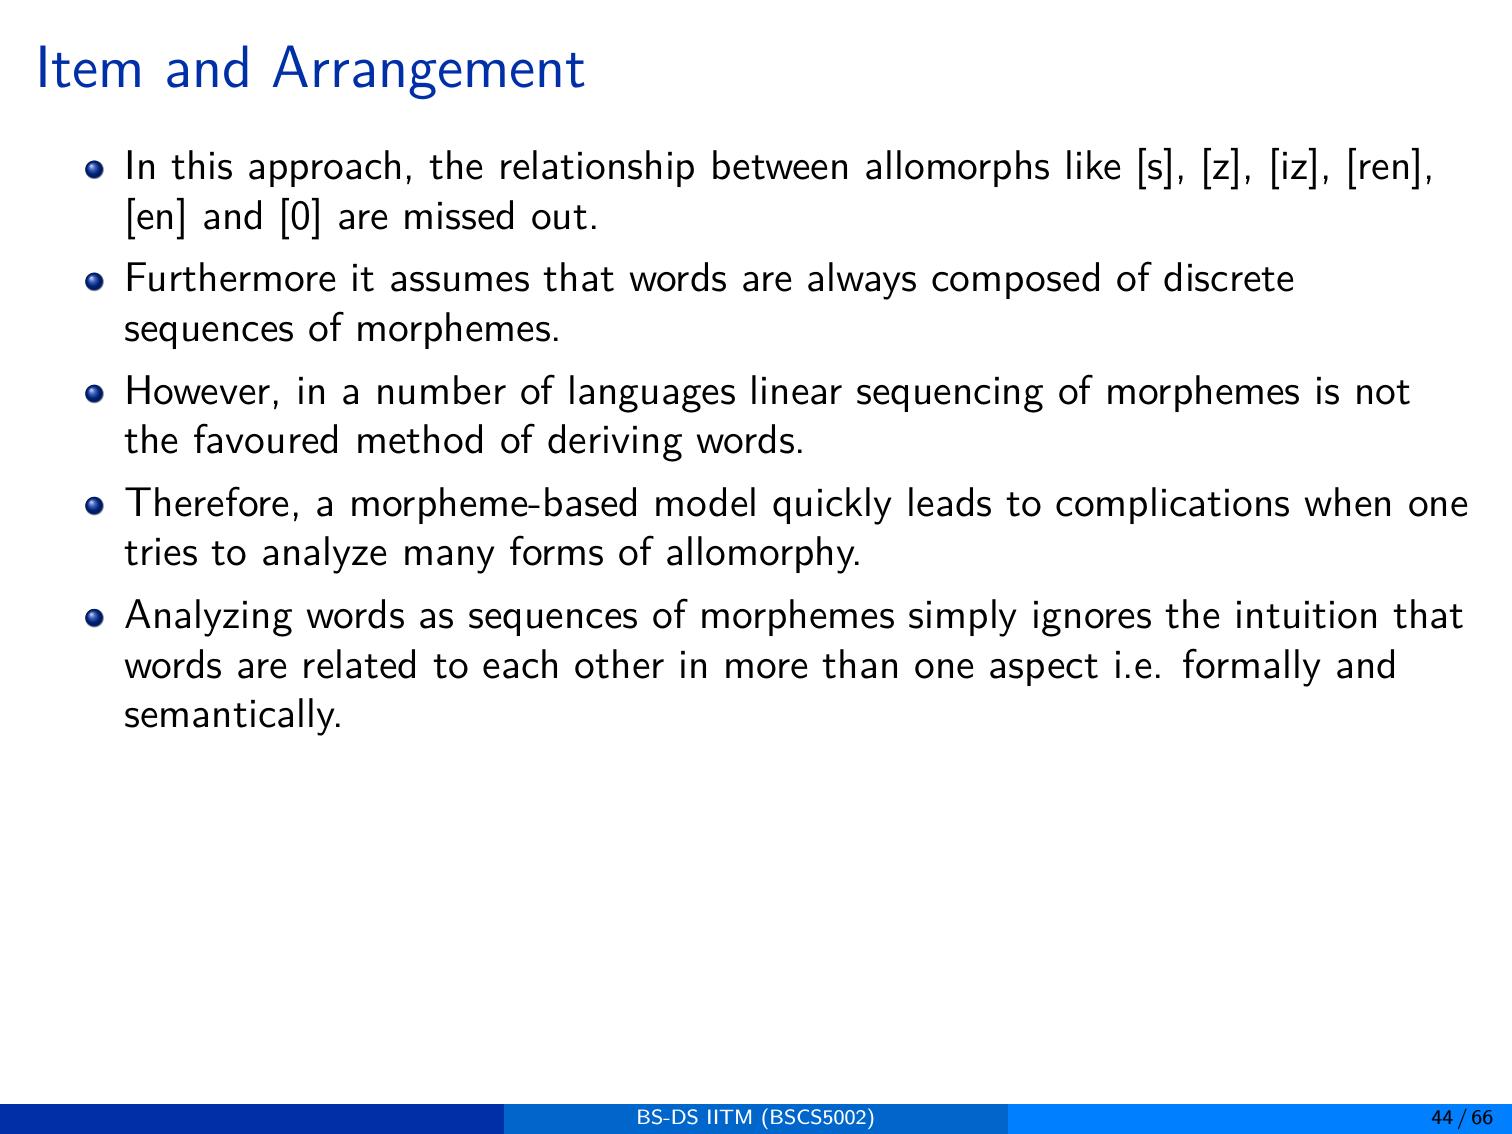 Item and Arrangement
In this approach, the relationship between allomorphs like [s], [z], [iz], [ren],
[en] and [0] are missed out.
Furthermore it assumes that words are always composed of discrete
sequences of morphemes.
However, in a number of languages linear sequencing of morphemes is not
the favoured method of deriving words.
Therefore, a morpheme-based model quickly leads to complications when one
tries to analyze many forms of allomorphy.
Analyzing words as sequences of morphemes simply ignores the intuition that
words are related to each other in more than one aspect i.e. formally and
semantically.
BS-DS IITM (BSCS5002)
44 / 66